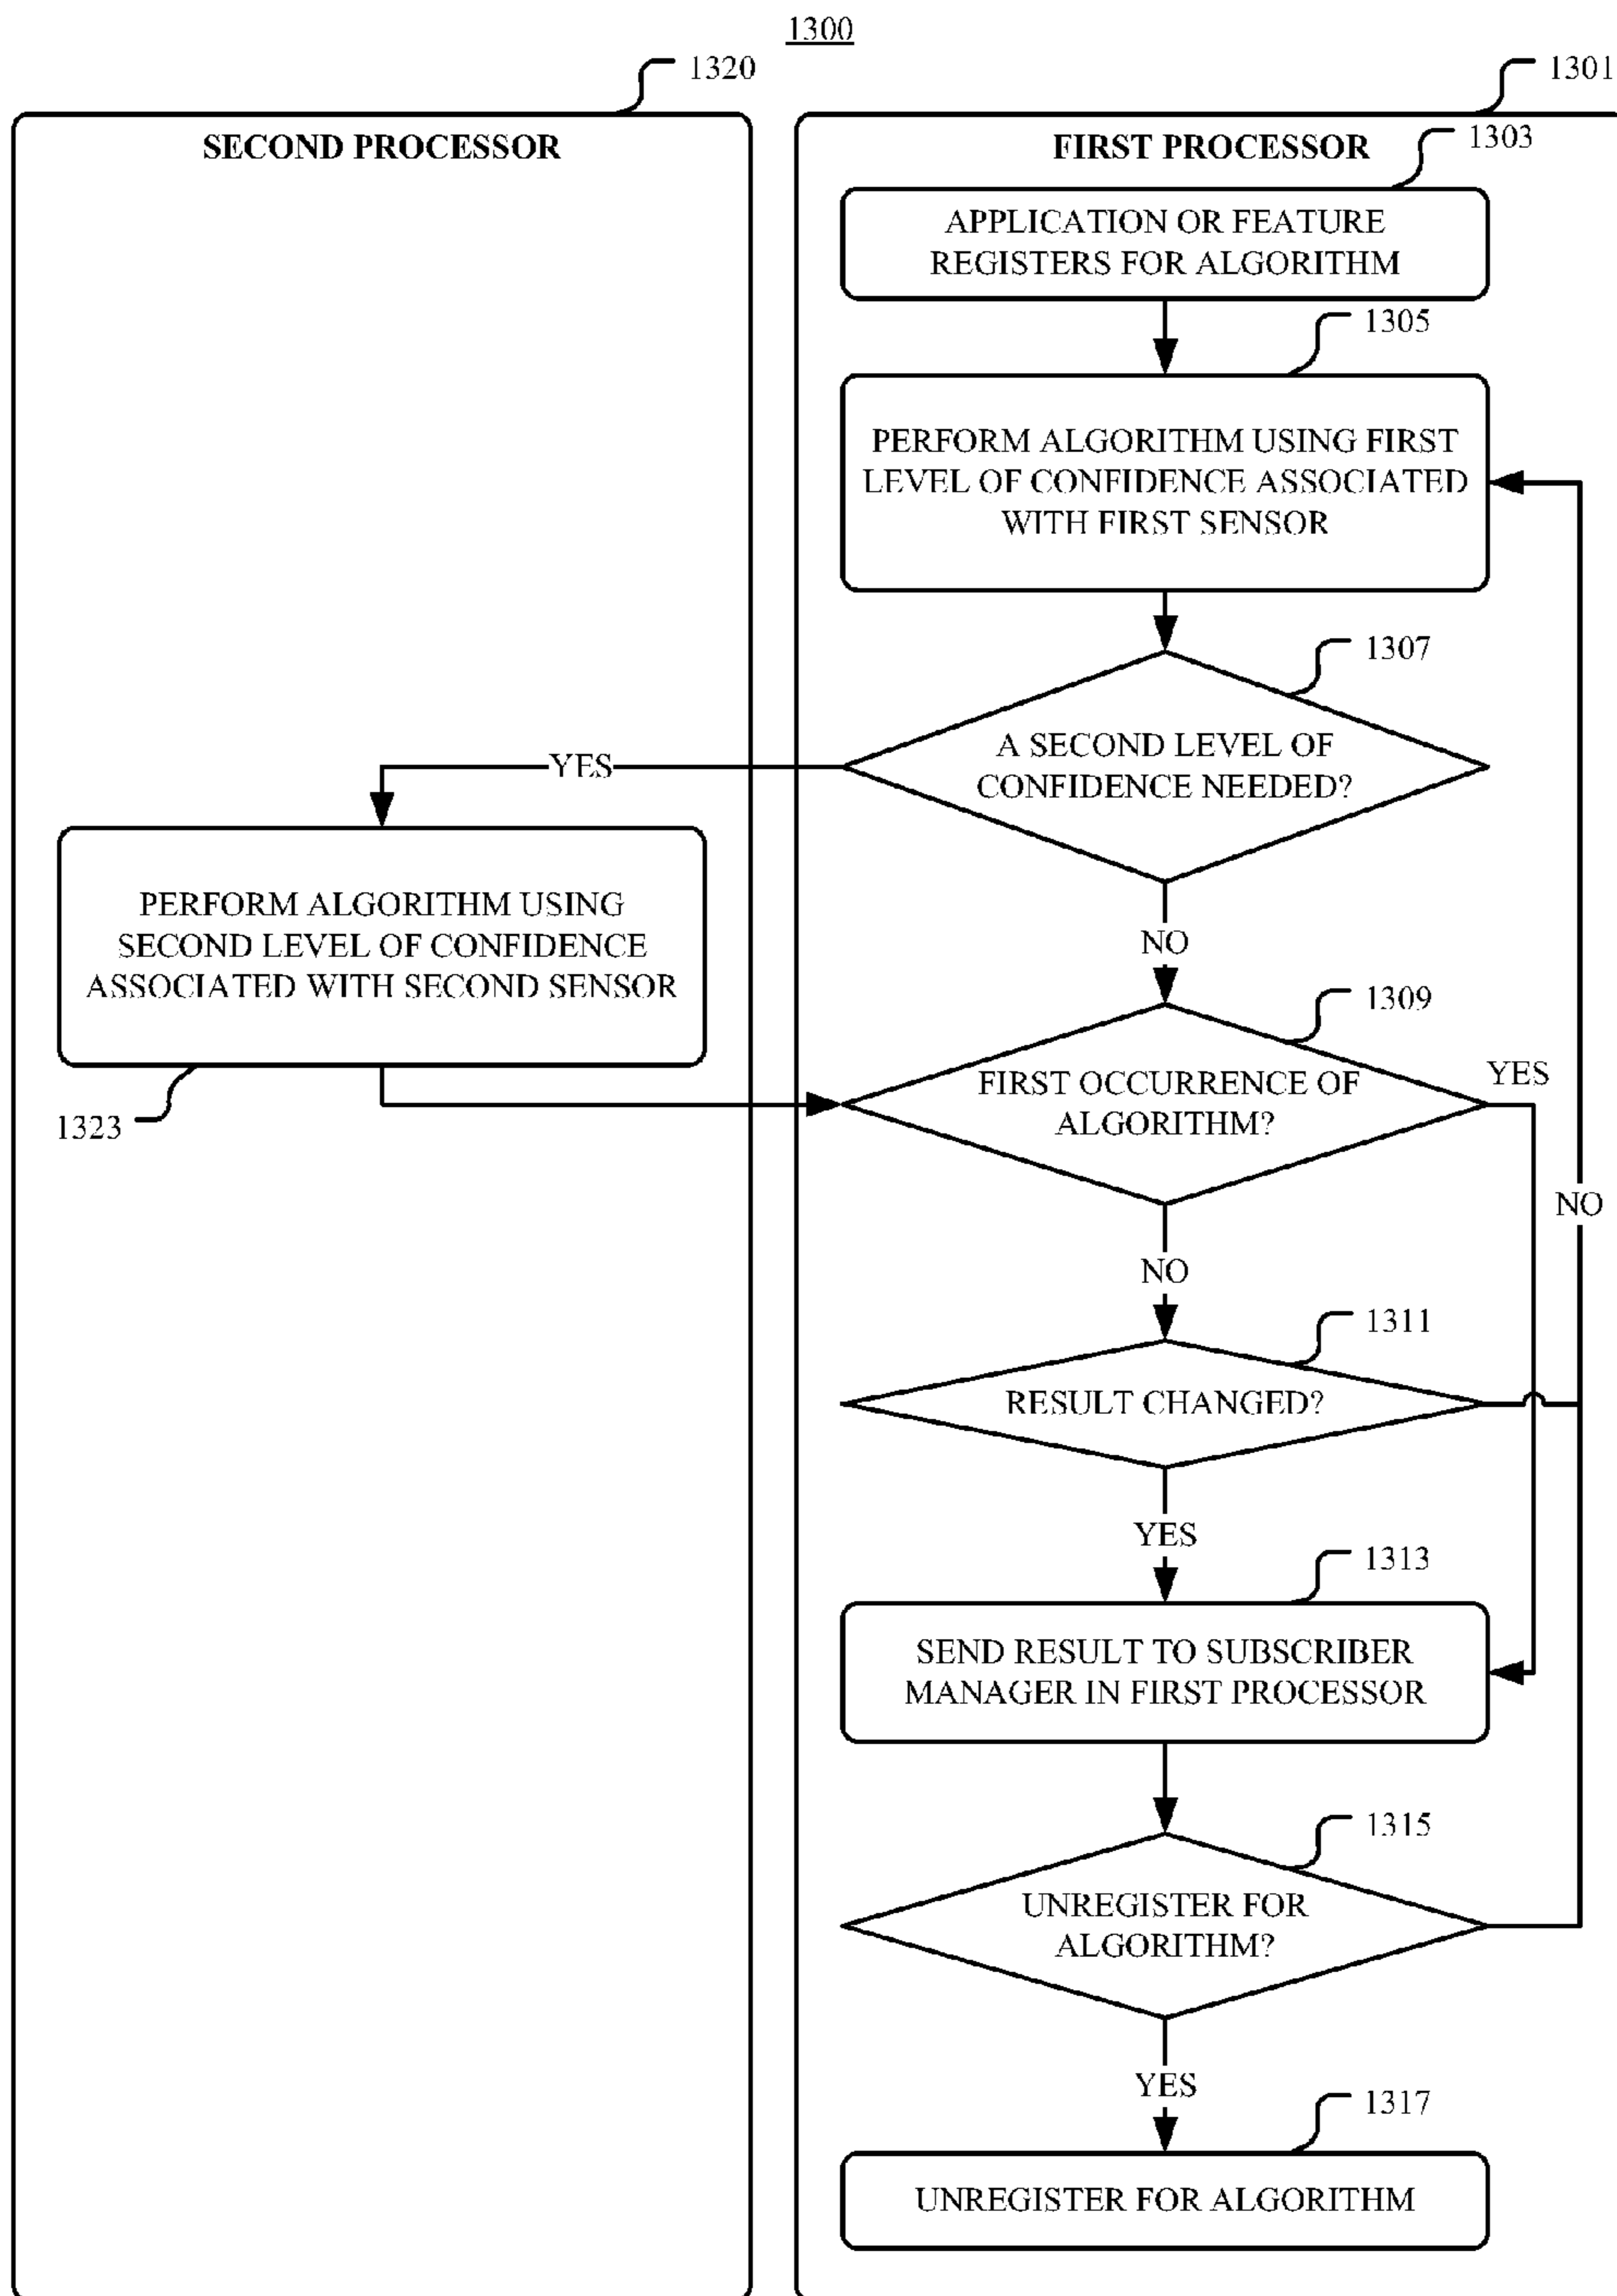 1300
1320
1301
SECOND PROCESSOR
FIRST PROCESSOR
1303
APPLICATION OR FEATURE
REGISTERS FOR ALGORITHM
1305
PERFORM ALGORITHM USING FIRST
LEVEL OF CONFIDENCE ASSOCIATED
WITH FIRST SENSOR
1307
A SECOND LEVEL OF
CONFIDENCE NEEDED?
YES
PERFORM ALGORITHM USING
SECOND LEVEL OF CONFIDENCE
ASSOCIATED WITH SECOND SENSOR
1323
NO
1309
FIRST OCCURRENCE OF
ALGORITHM?
YES
NO
NO
1311
RESULT CHANGED?
YES
1313
SEND RESULT TO SUBSCRIBER
MANAGER IN FIRST PROCESSOR
1315
UNREGISTER FOR
ALGORITHM?
YES
1317
UNREGISTER FOR ALGORITHM